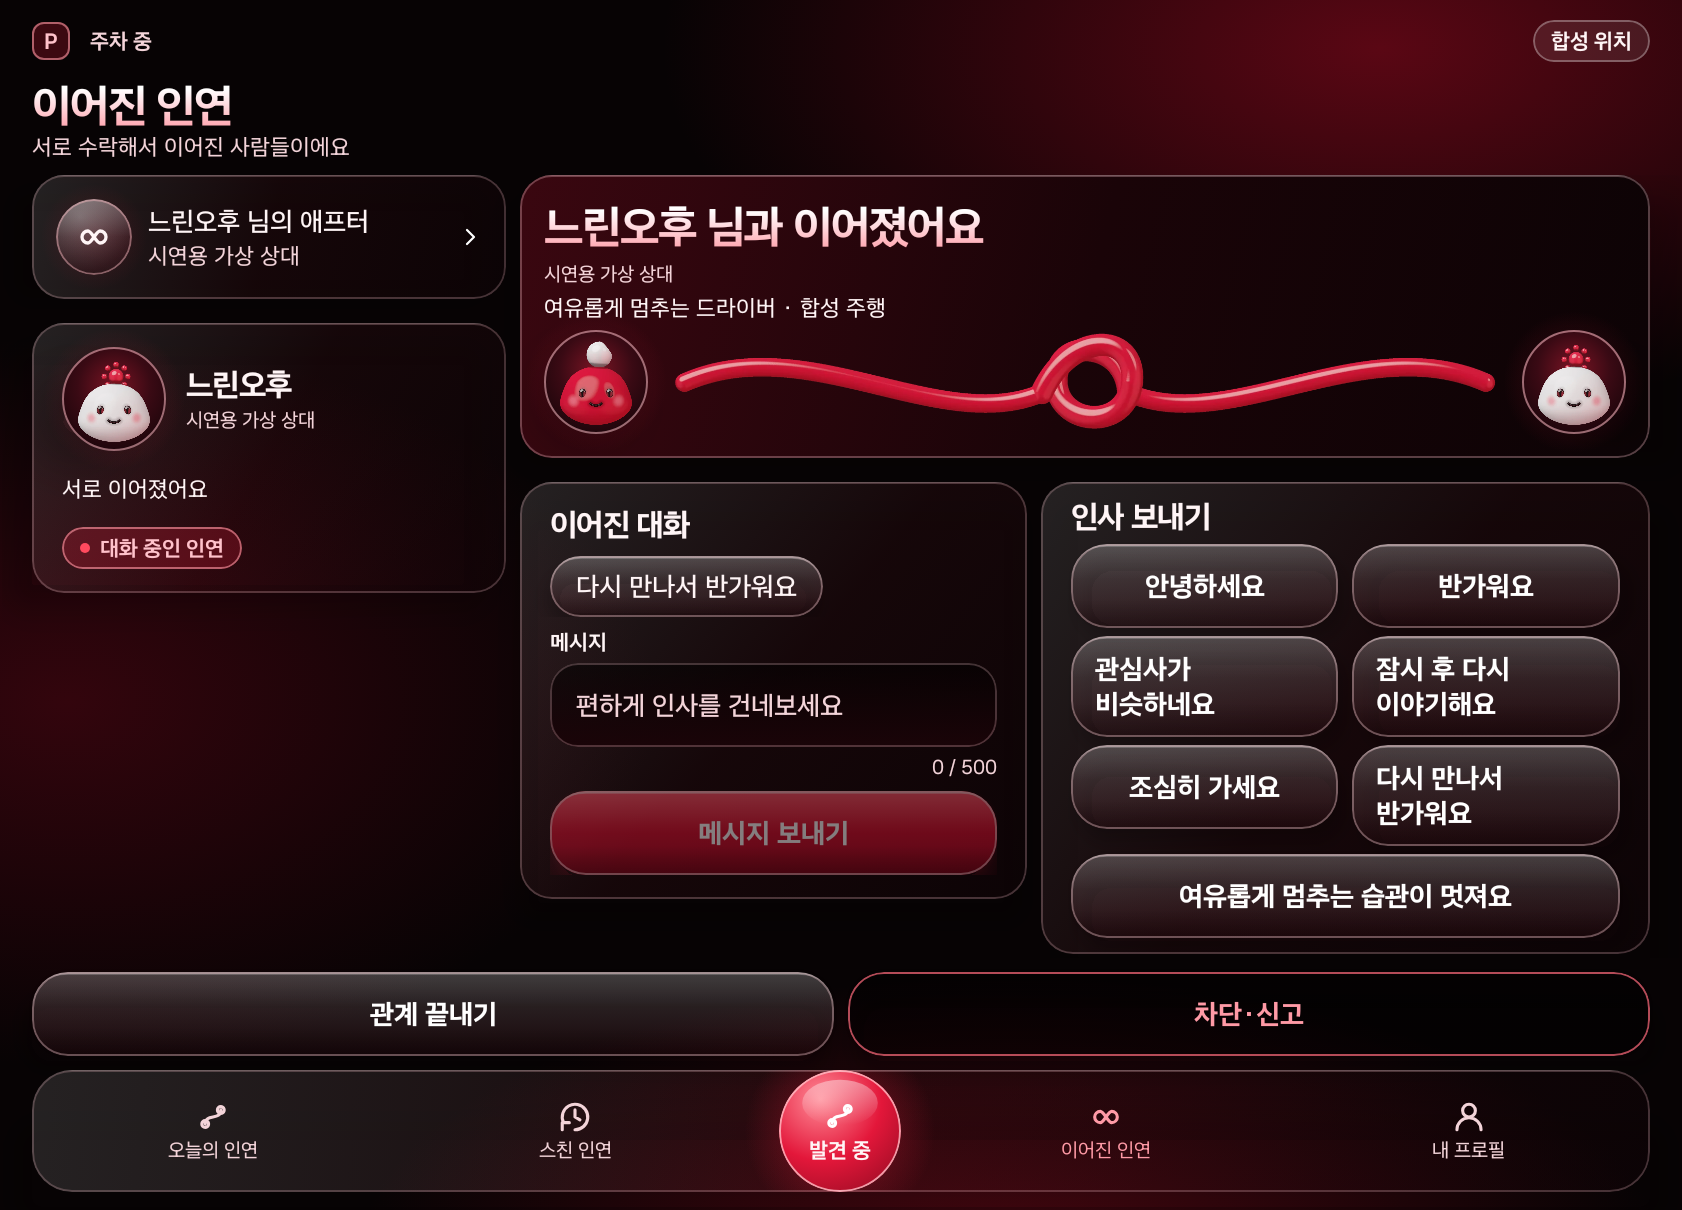 P 주차 중
합성 위치
이어진 인연
서로 수락해서 이어진 사람들이에요
느린오후 님의 애프터
시연용 가상 상대
느린오후
시연용 가상 상대
서로 이어졌어요
대화 중인 인연
느린오후 님과 이어졌어요
시연용 가상 상대
여유롭게 멈추는 드라이버 · 합성 주행
이어진 대화
다시 만나서 반가워요
메시지
편하게 인사를 건네보세요
0 / 500
메시지 보내기
인사 보내기
안녕하세요
반가워요
관심사가
비슷하네요
잠시 후 다시
이야기해요
조심히 가세요
다시 만나서
반가워요
여유롭게 멈추는 습관이 멋져요
관계 끝내기
차단·신고
오늘의 인연
스친 인연
발견 중
이어진 인연
내 프로필